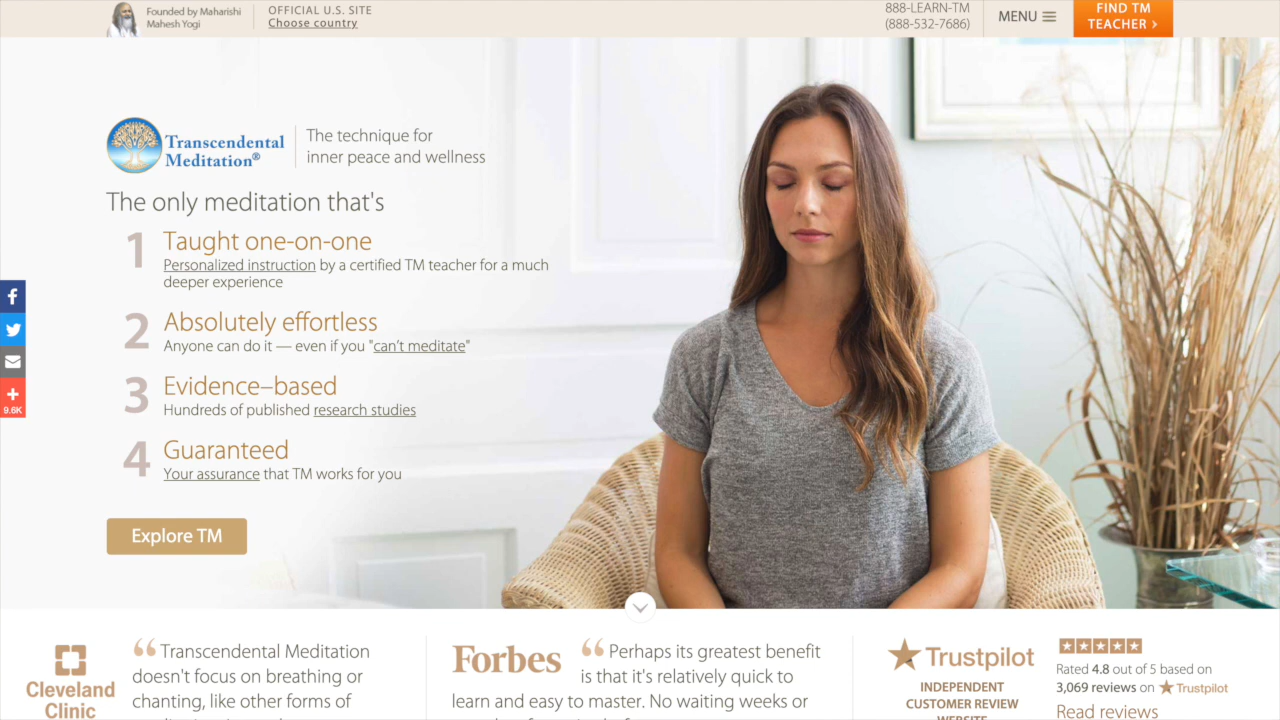 Founded by Maharishi
Mahesh Yogi
OFFICIAL U.S. SITE
Choose country
888-LEARN-TM
(888-532-7686)
MENU
FIND TM
TEACHER ›
Transcendental
Meditation®
The technique for
inner peace and wellness
The only meditation that's
1 Taught one-on-one
Personalized instruction by a certified TM teacher for a much
deeper experience
2 Absolutely effortless
Anyone can do it — even if you "can't meditate"
3 Evidence–based
Hundreds of published research studies
4 Guaranteed
Your assurance that TM works for you
9.6K
Explore TM
Cleveland
Clinic
“Transcendental Meditation
doesn't focus on breathing or
chanting, like other forms of
Forbes
“Perhaps its greatest benefit
is that it's relatively quick to
learn and easy to master. No waiting weeks or
Trustpilot
INDEPENDENT
CUSTOMER REVIEW
WEBSITE
Rated 4.8 out of 5 based on
3,069 reviews on Trustpilot
Read reviews